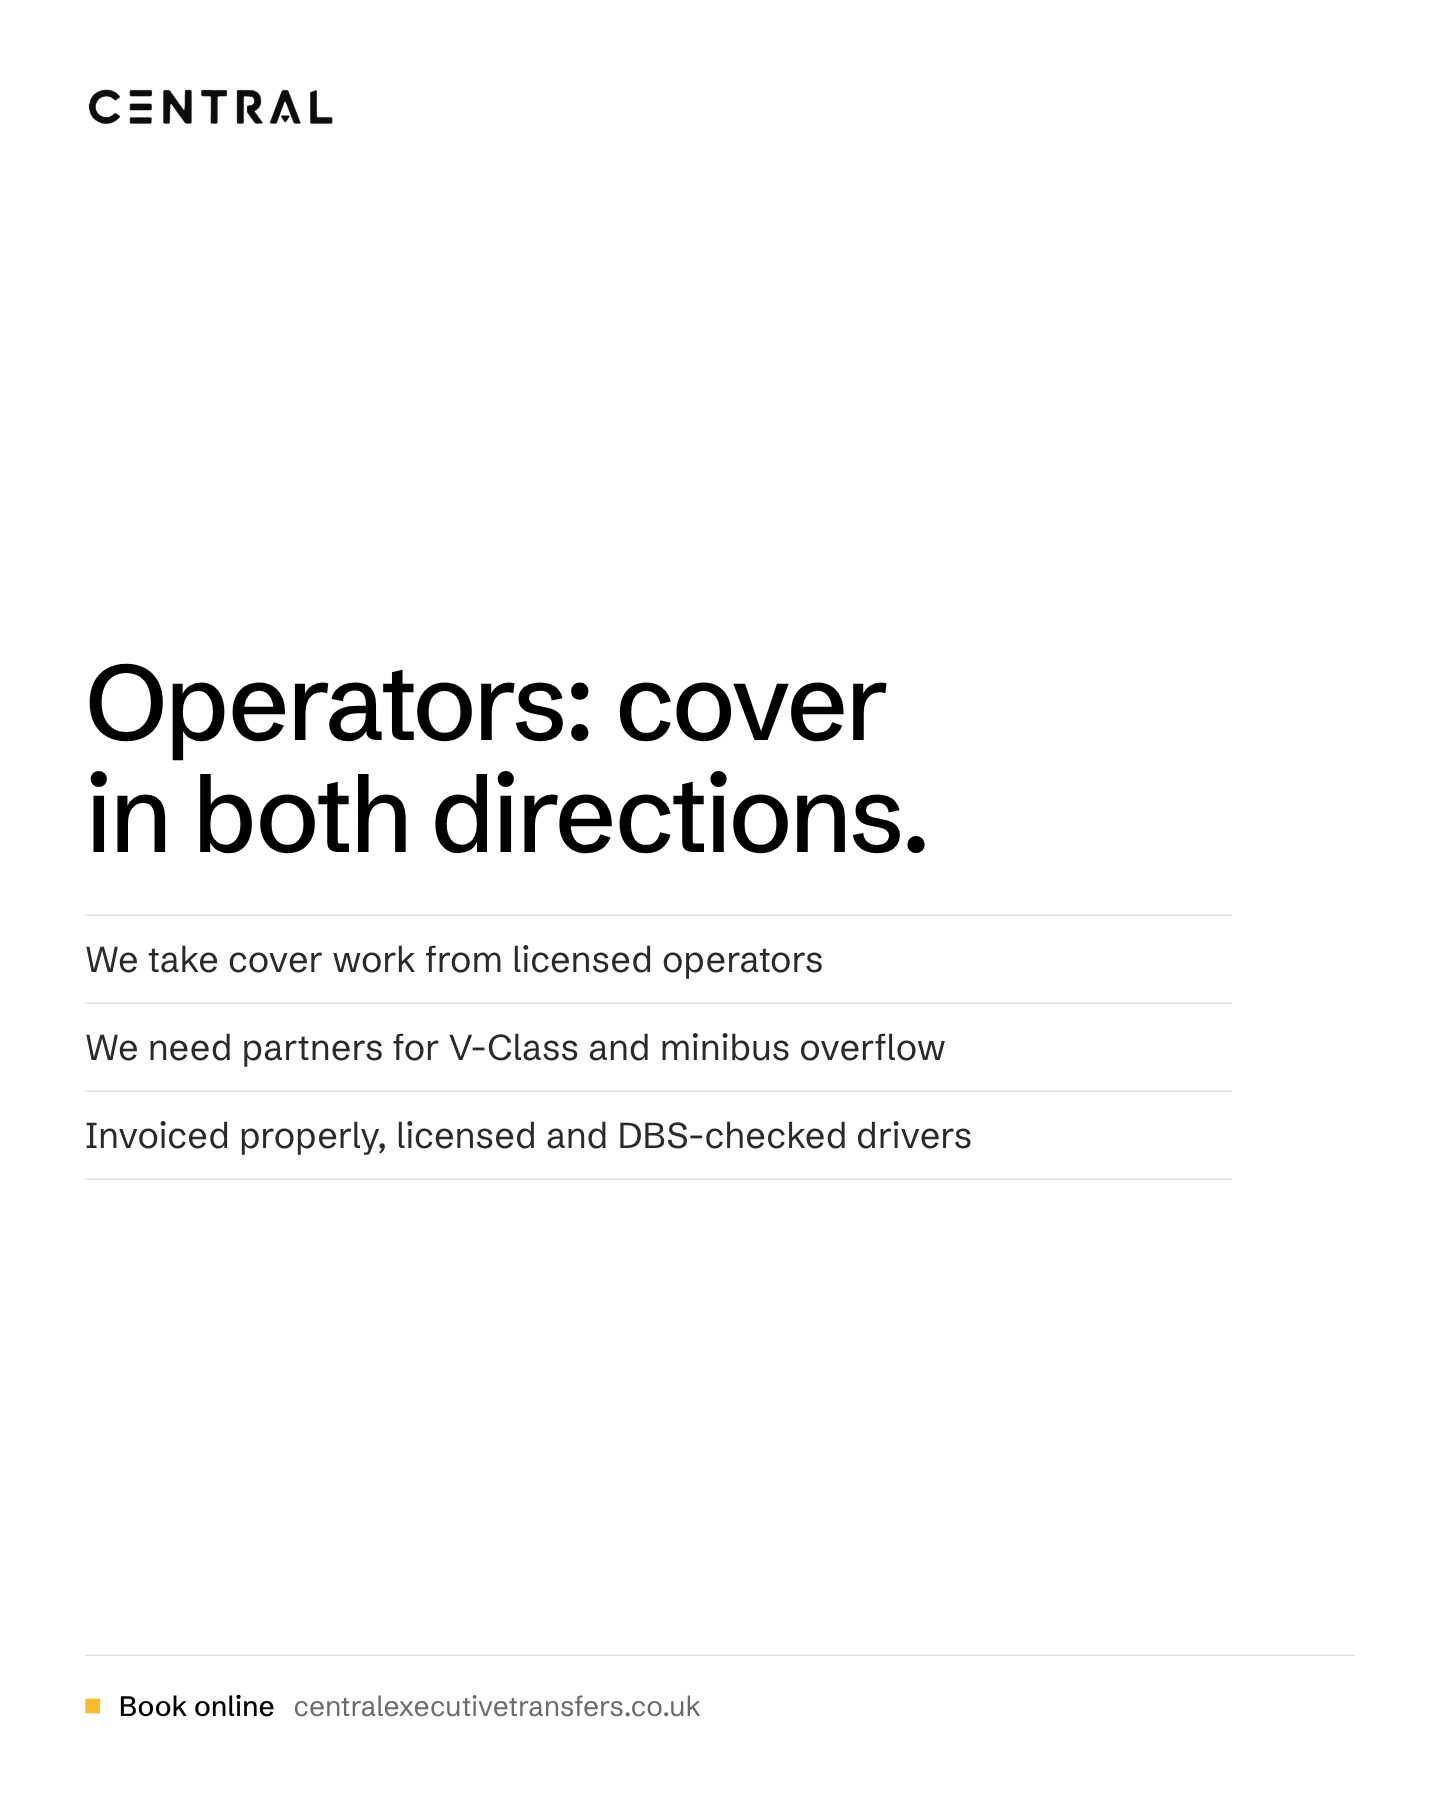 CENTRAL
Operators: cover
in both directions.
We take cover work from licensed operators
We need partners for V-Class and minibus overflow
Invoiced properly, licensed and DBS-checked drivers
Book online centralexecutivetransfers.co.uk